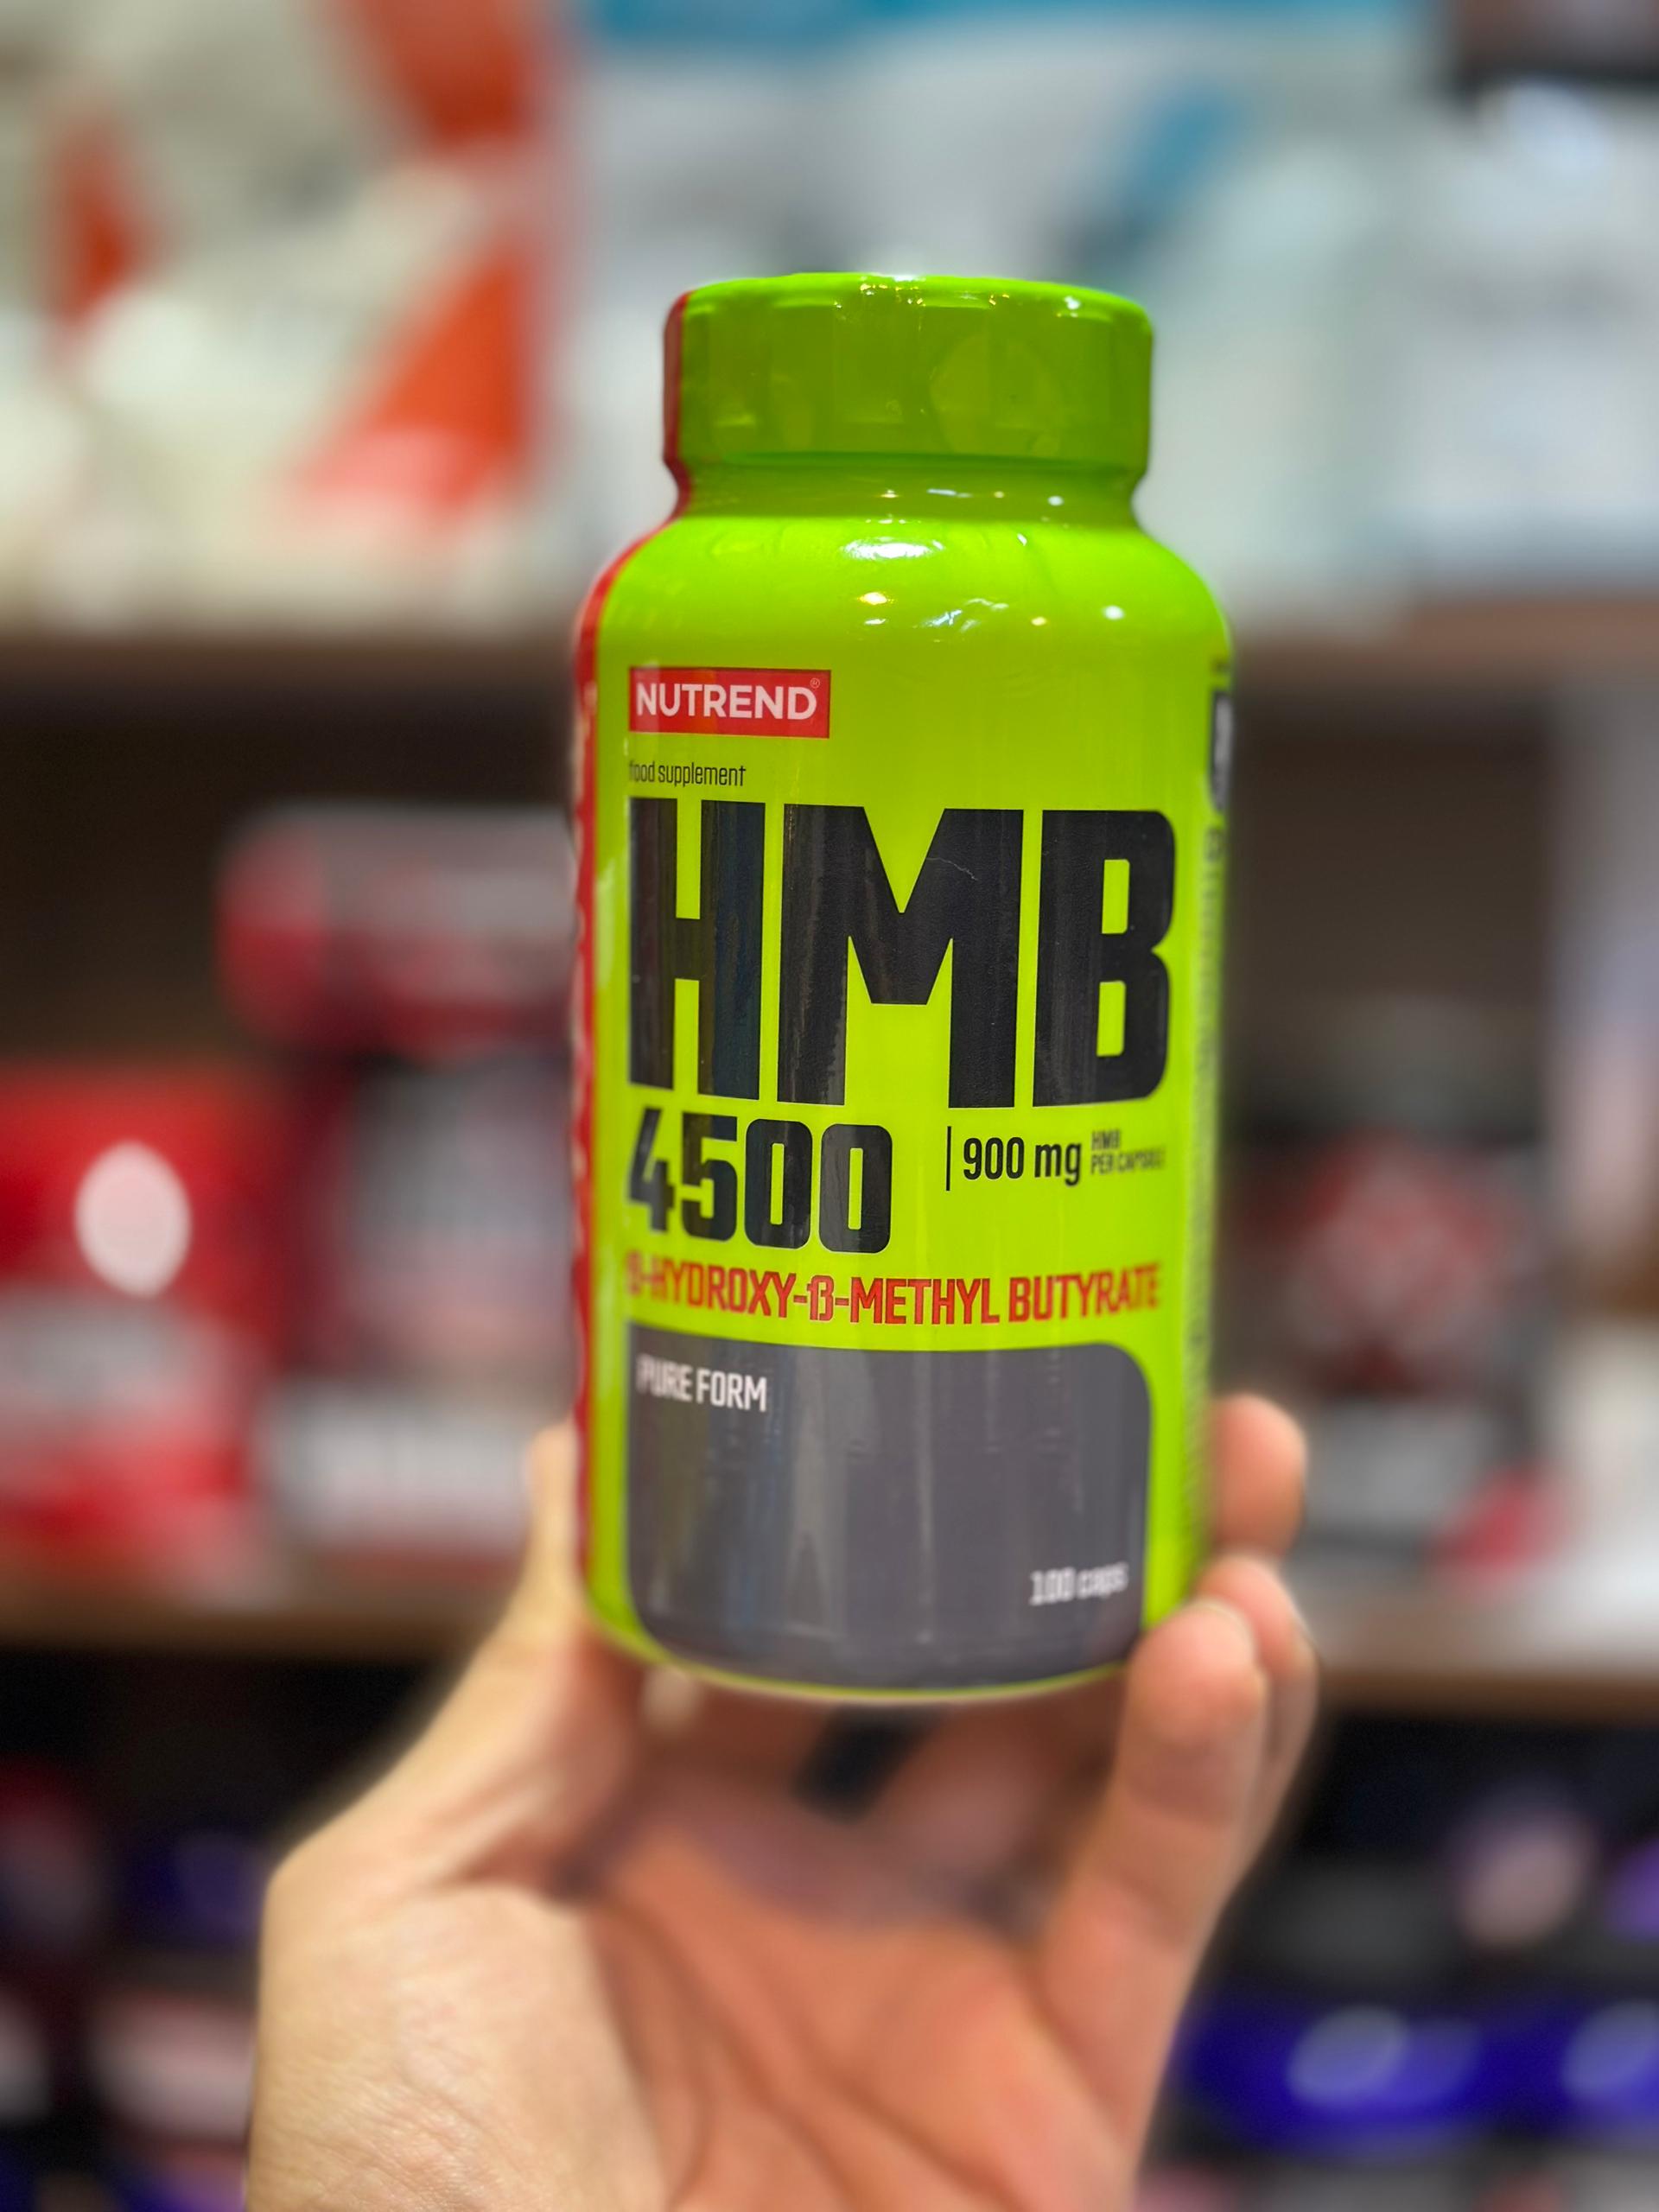 NUTREND®
food supplement
HMB
4500
900 mg
HMB
PER CAPSULE
ß-HYDROXY-ß-METHYL BUTYRATE
PURE FORM
100 caps